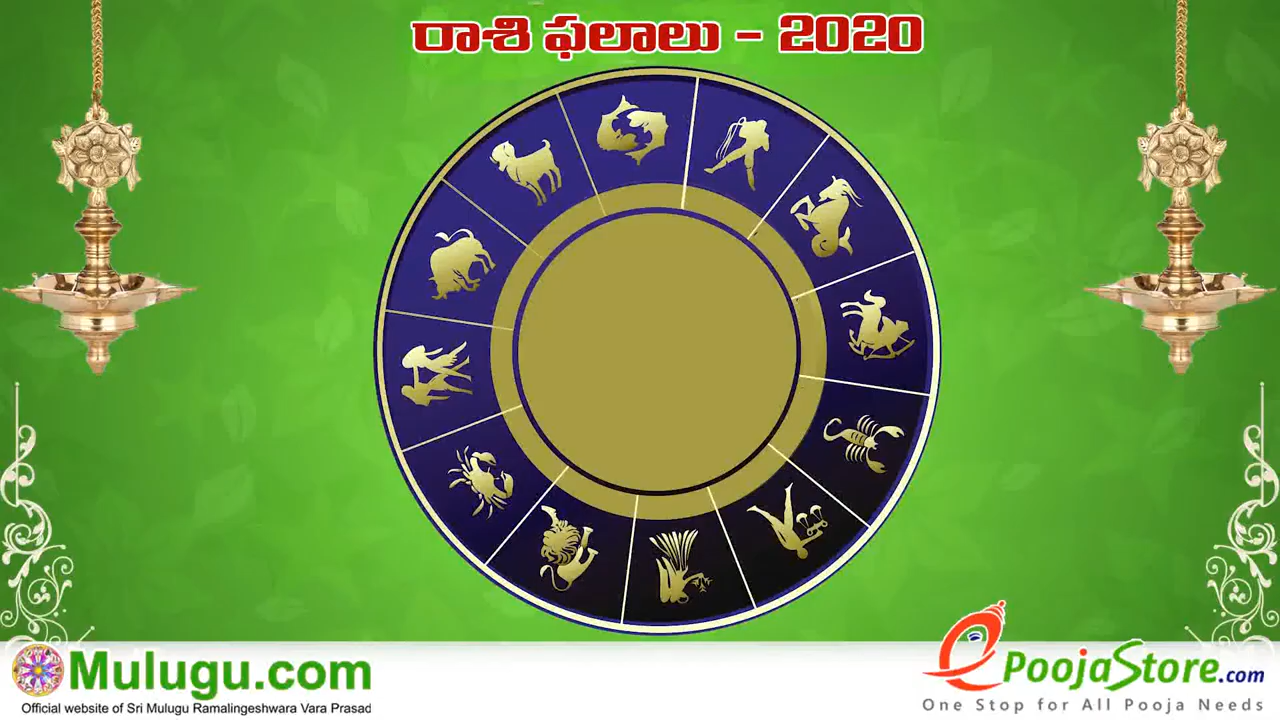 రాశి ఫలాలు - 2020
Mulugu.com
Official website of Sri Mulugu Ramalingeshwara Vara Prasad
ePoojaStore.com
One Stop for All Pooja Needs